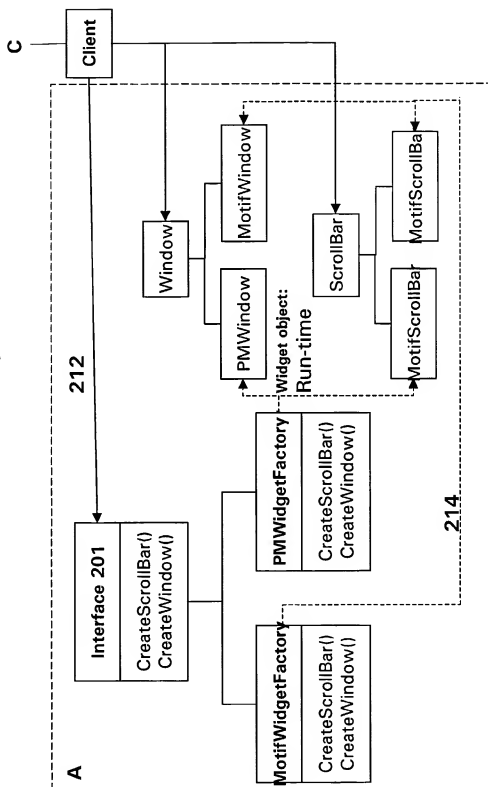 C
Client
A
212
Interface 201
CreateScrollBar()
CreateWindow()
Window
PMWindow
MotifWindow
Widget object:
Run-time
ScrollBar
MotifScrollBar
MotifScrollBar
MotifWidgetFactory
CreateScrollBar()
CreateWindow()
PMWidgetFactory
CreateScrollBar()
CreateWindow()
214